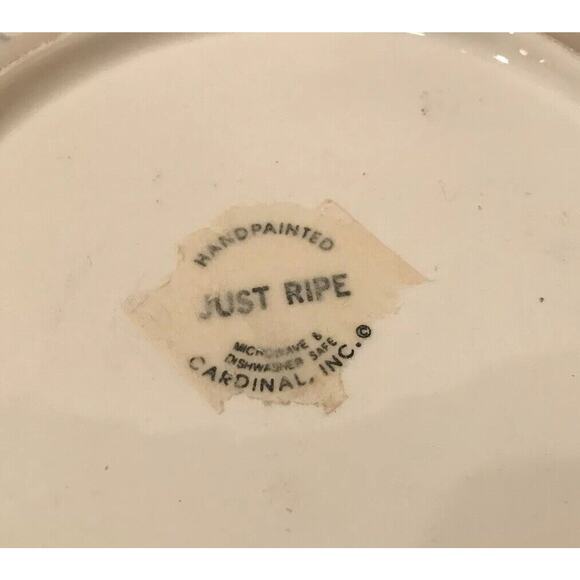 HANDPAINTED
JUST RIPE
MICROWAVE &
DISHWASHER SAFE
CARDINAL, INC.©